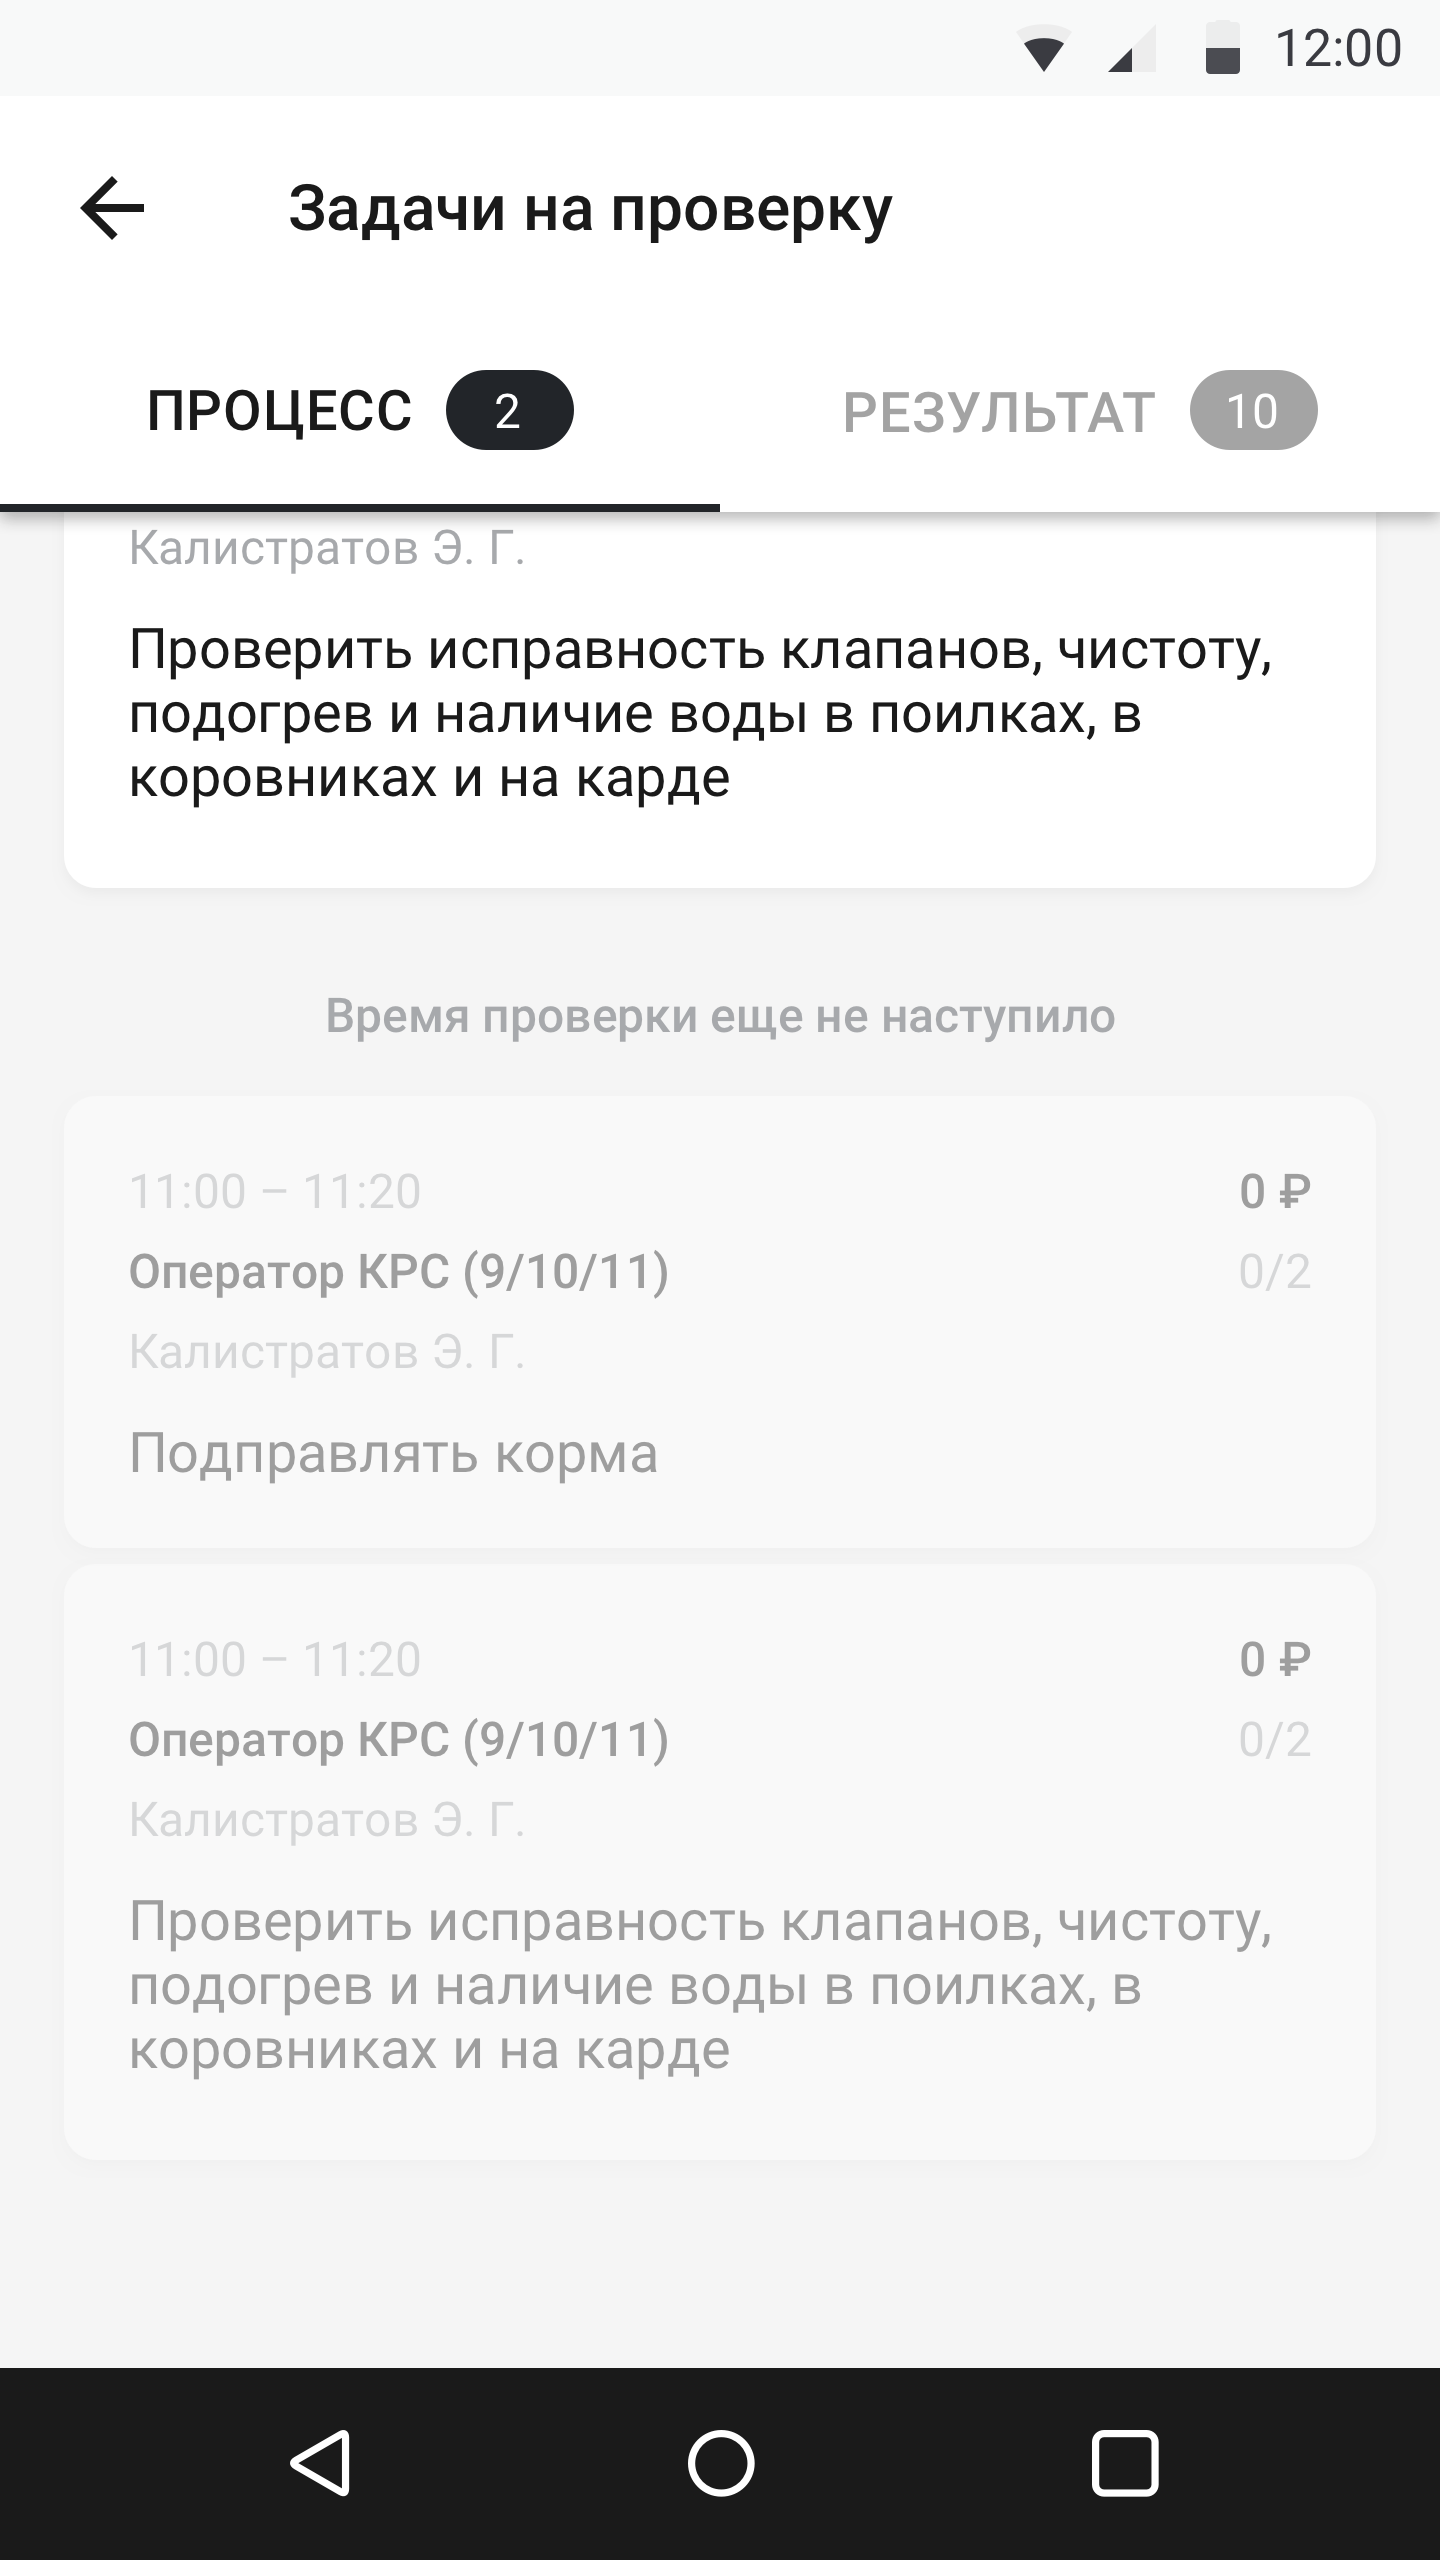 12:00
Задачи на проверку
ПРОЦЕСС 2 РЕЗУЛЬТАТ 10
Калистратов Э. Г.
Проверить исправность клапанов, чистоту,
подогрев и наличие воды в поилках, в
коровниках и на карде
Время проверки еще не наступило
11:00 – 11:20 0 ₽
Оператор КРС (9/10/11) 0/2
Калистратов Э. Г.
Подправлять корма
11:00 – 11:20 0 ₽
Оператор КРС (9/10/11) 0/2
Калистратов Э. Г.
Проверить исправность клапанов, чистоту,
подогрев и наличие воды в поилках, в
коровниках и на карде